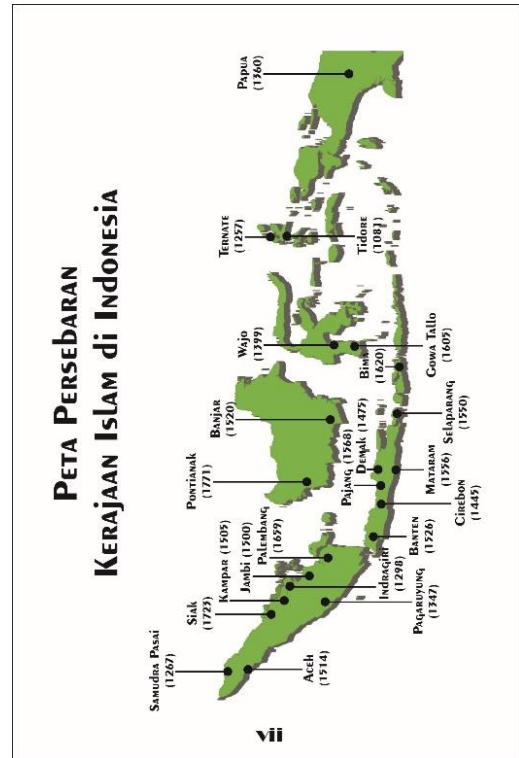 PETA PERSEBARAN
KERAJAAN ISLAM DI INDONESIA
SAMUDRA PASAI
(1267)
SIAK
(1723)
KAMPAR (1505)
JAMBI (1500)
PALEMBANG
(1659)
PONTIANAK
(1771)
BANJAR
(1520)
WAJO
(1399)
TERNATE
(1257)
PAPUA
(1360)
PAJANG (1568)
DEMAK (1475)
BIMA
(1620)
TIDORE
(1081)
ACEH
(1514)
PAGARUYUNG
(1347)
INDRAGIRI
(1298)
BANTEN
(1526)
CIREBON
(1445)
MATARAM
(1556)
SELAPARANG
(1550)
GOWA TALLO
(1605)
vii